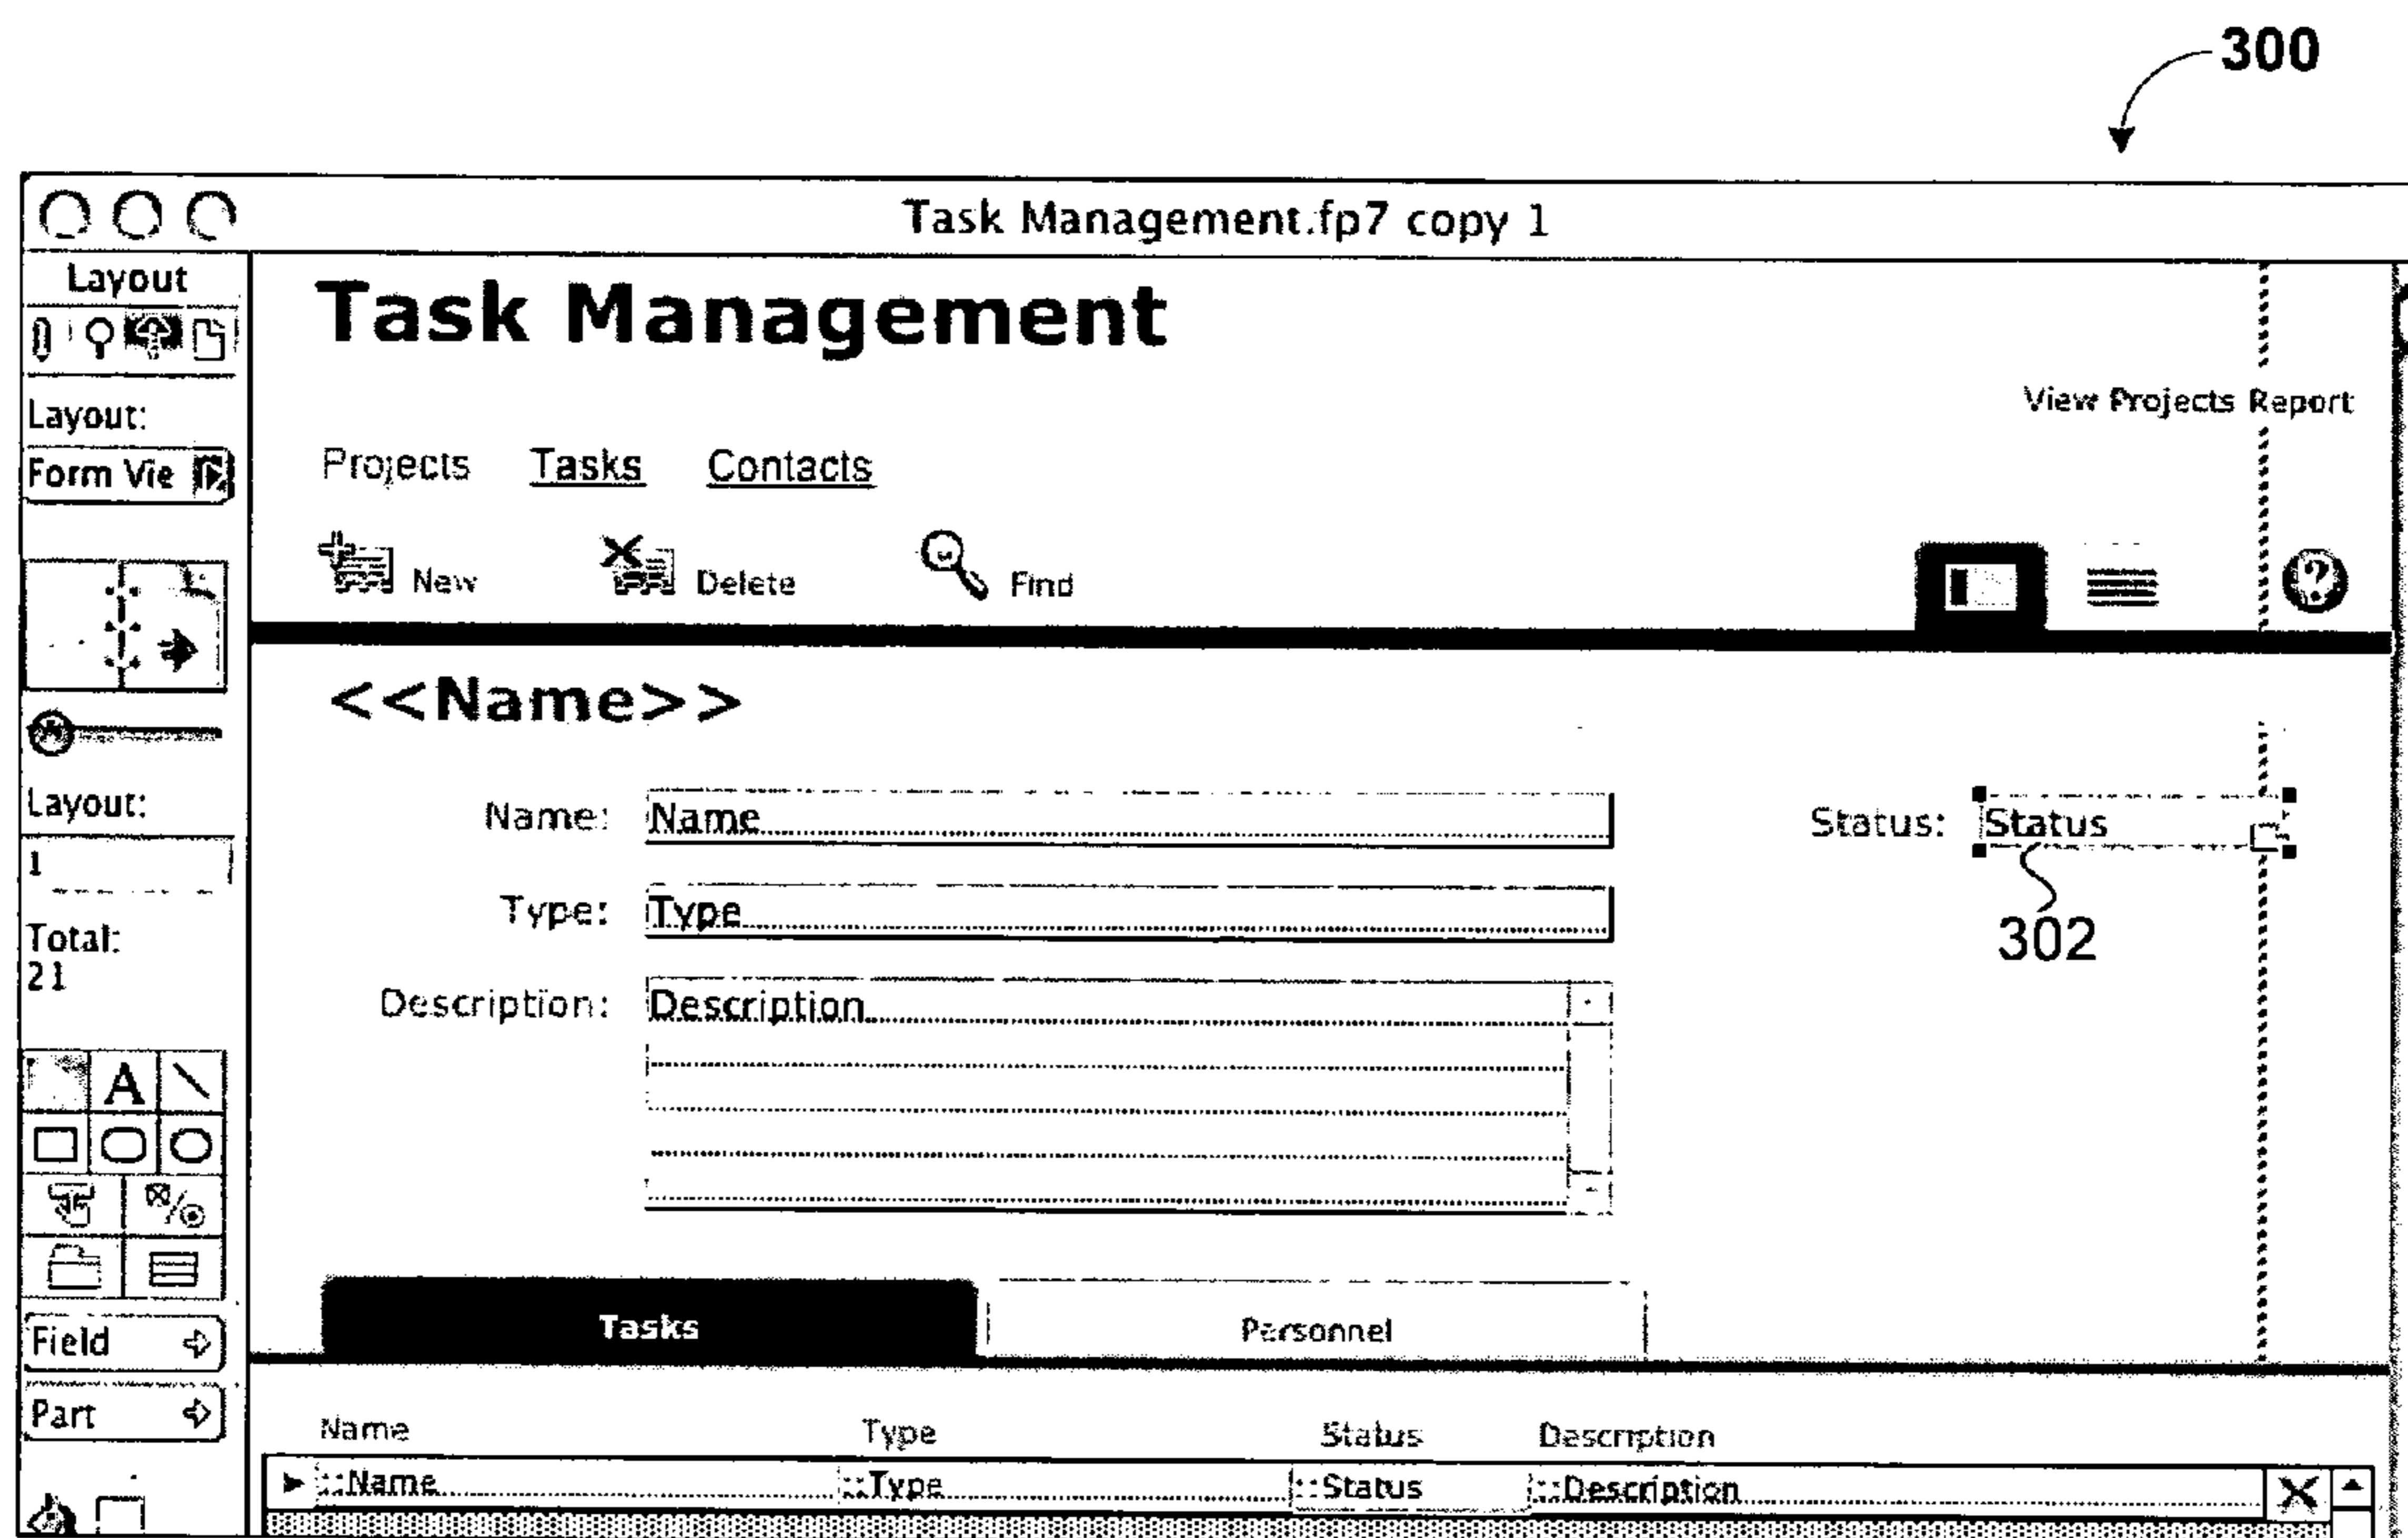 300
Task Management.fp7 copy 1
Layout
Task Management
View Projects Report
Layout:
Form Vie
Projects Tasks Contacts
New Delete Find
?
<<Name>>
Layout:
1
Total:
21
Name: Name
Status: Status
302
Type: Type
Description: Description
A
Field
Part
Tasks Personnel
Name Type Status Description
::Name ::Type ::Status ::Description